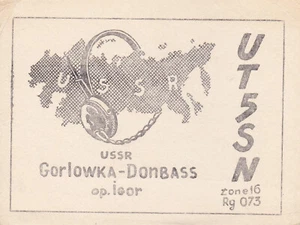 USSR
UT5SN
USSR
GORLOWKA-DONBASS
op. igor
zone 16
Rg 073